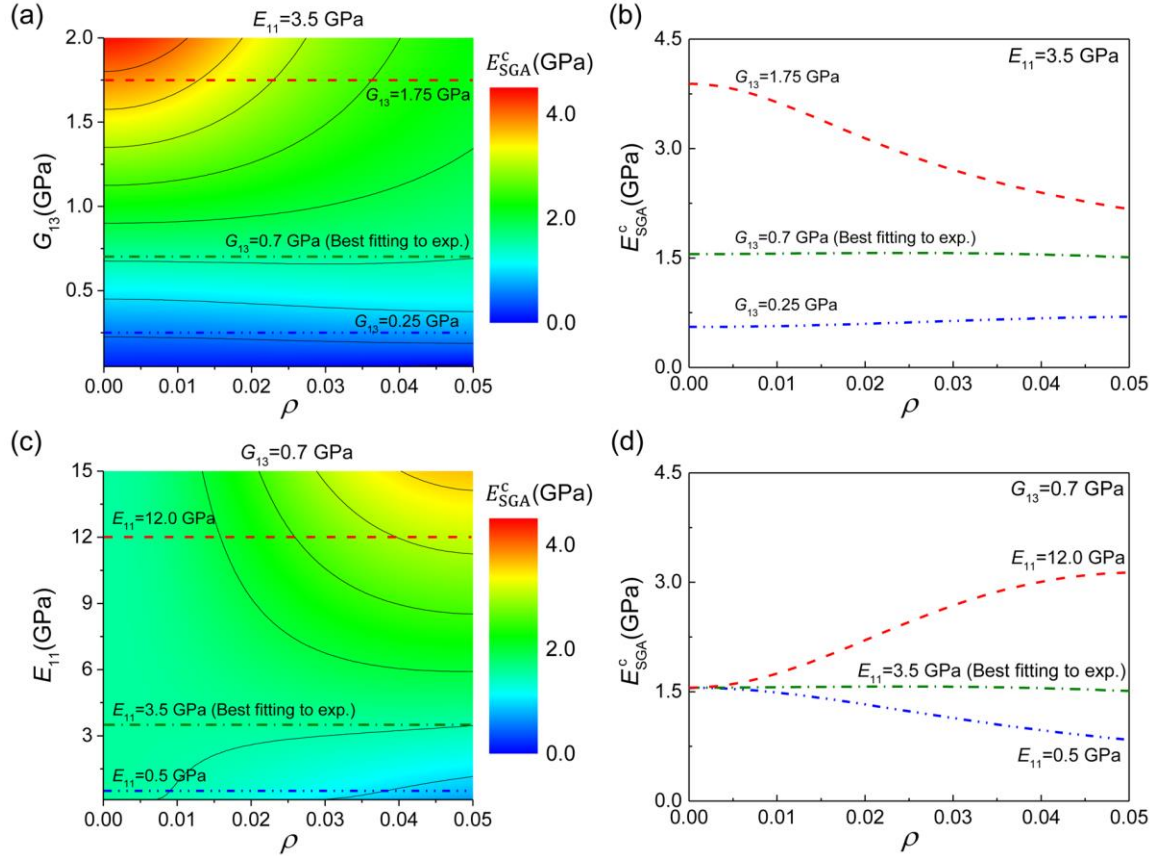 (a)
E₁₁=3.5 GPa
2.0
1.5
1.0
0.5
G₁₃(GPa)
G₁₃=1.75 GPa
G₁₃=0.7 GPa (Best fitting to exp.)
G₁₃=0.25 GPa
0.00 0.01 0.02 0.03 0.04 0.05
ρ
E^c_SGA(GPa)
4.0
2.0
0.0
(b)
4.5
3.0
1.5
0.0
E^c_SGA(GPa)
E₁₁=3.5 GPa
G₁₃=1.75 GPa
G₁₃=0.7 GPa (Best fitting to exp.)
G₁₃=0.25 GPa
0.00 0.01 0.02 0.03 0.04 0.05
ρ
(c)
G₁₃=0.7 GPa
15
12
9
6
3
E₁₁(GPa)
E₁₁=12.0 GPa
E₁₁=3.5 GPa (Best fitting to exp.)
E₁₁=0.5 GPa
0.00 0.01 0.02 0.03 0.04 0.05
ρ
E^c_SGA(GPa)
4.0
2.0
0.0
(d)
4.5
3.0
1.5
0.0
E^c_SGA(GPa)
G₁₃=0.7 GPa
E₁₁=12.0 GPa
E₁₁=3.5 GPa (Best fitting to exp.)
E₁₁=0.5 GPa
0.00 0.01 0.02 0.03 0.04 0.05
ρ